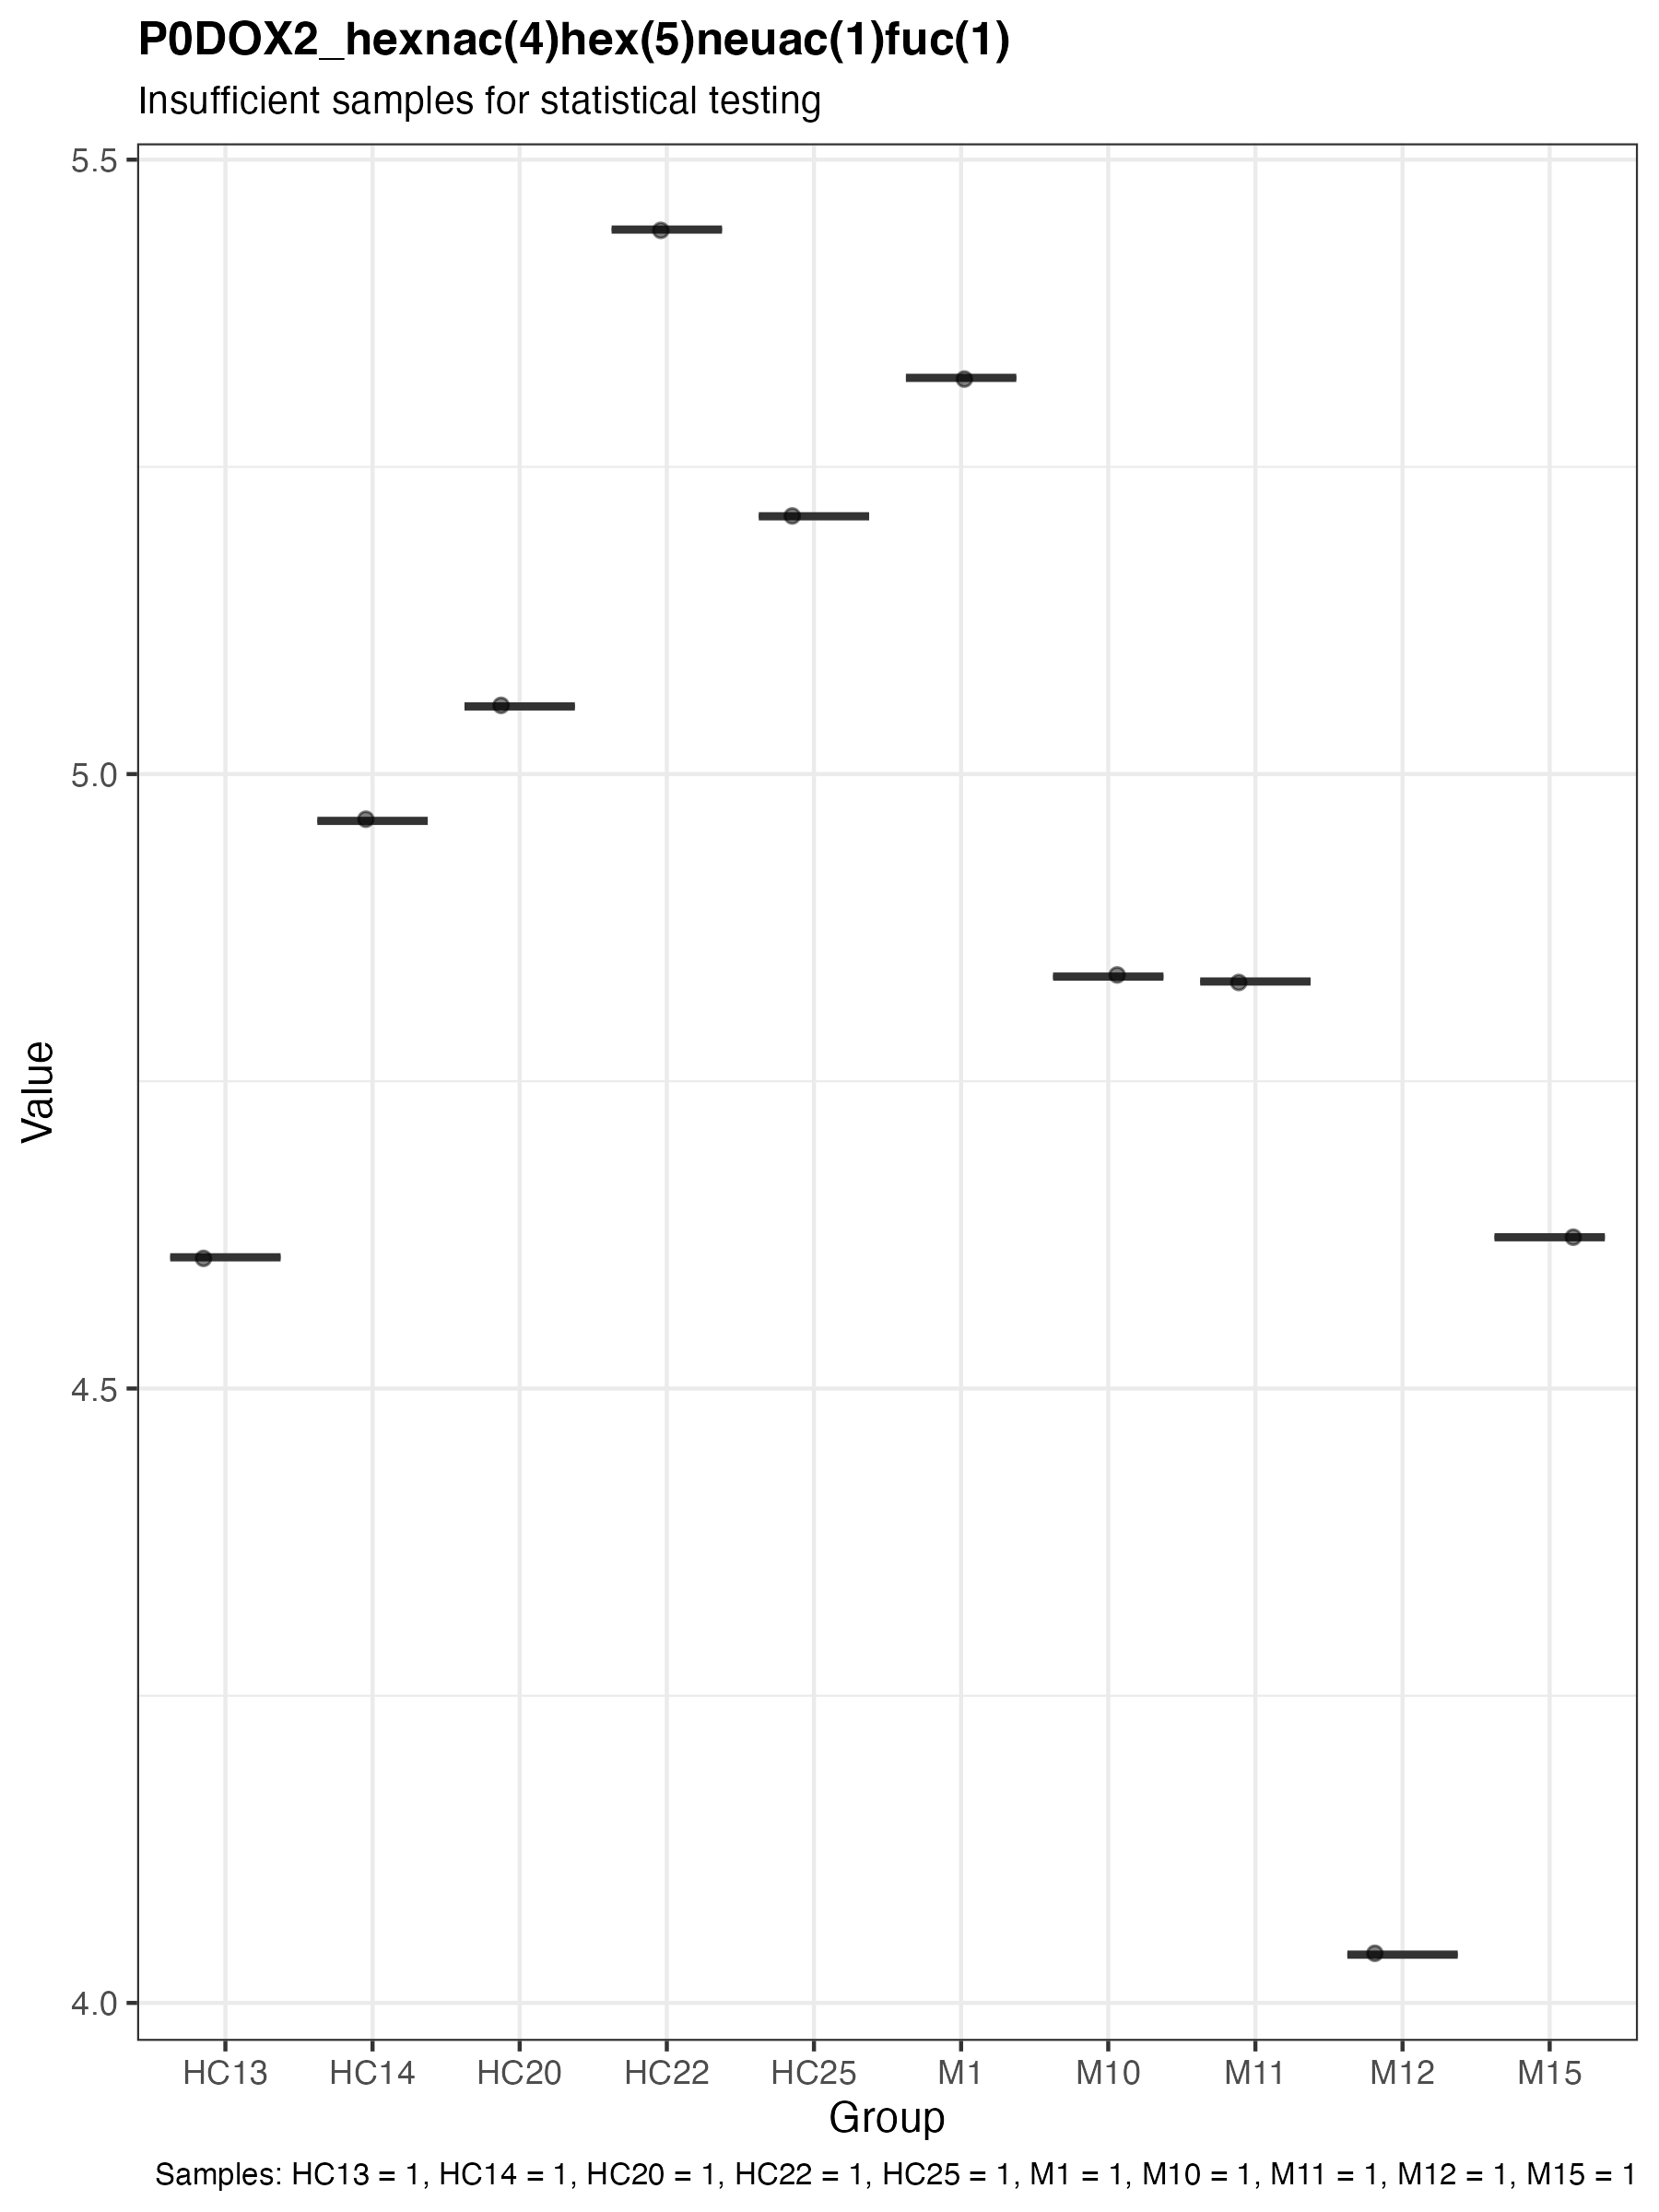 P0DOX2_hexnac(4)hex(5)neuac(1)fuc(1)
Insufficient samples for statistical testing
5.5
5.0
4.5
4.0
Value
HC13 HC14 HC20 HC22 HC25 M1 M10 M11 M12 M15
Group
Samples: HC13 = 1, HC14 = 1, HC20 = 1, HC22 = 1, HC25 = 1, M1 = 1, M10 = 1, M11 = 1, M12 = 1, M15 = 1